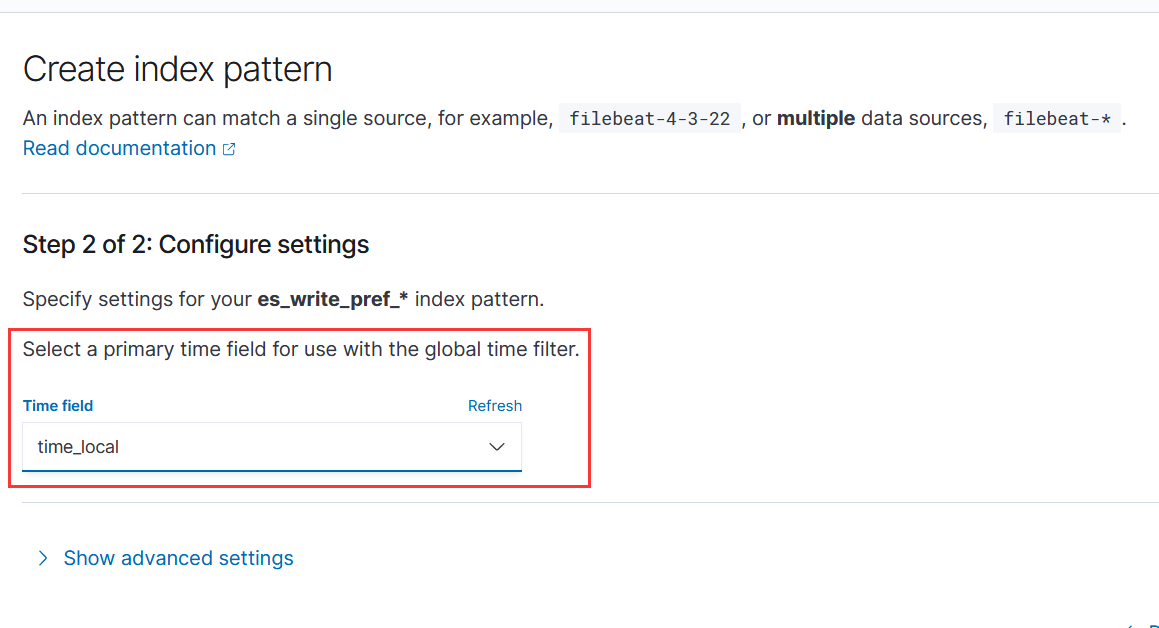 Create index pattern
An index pattern can match a single source, for example, filebeat-4-3-22 , or multiple data sources, filebeat-* .
Read documentation
Step 2 of 2: Configure settings
Specify settings for your es_write_pref_* index pattern.
Select a primary time field for use with the global time filter.
Time field Refresh
time_local
Show advanced settings